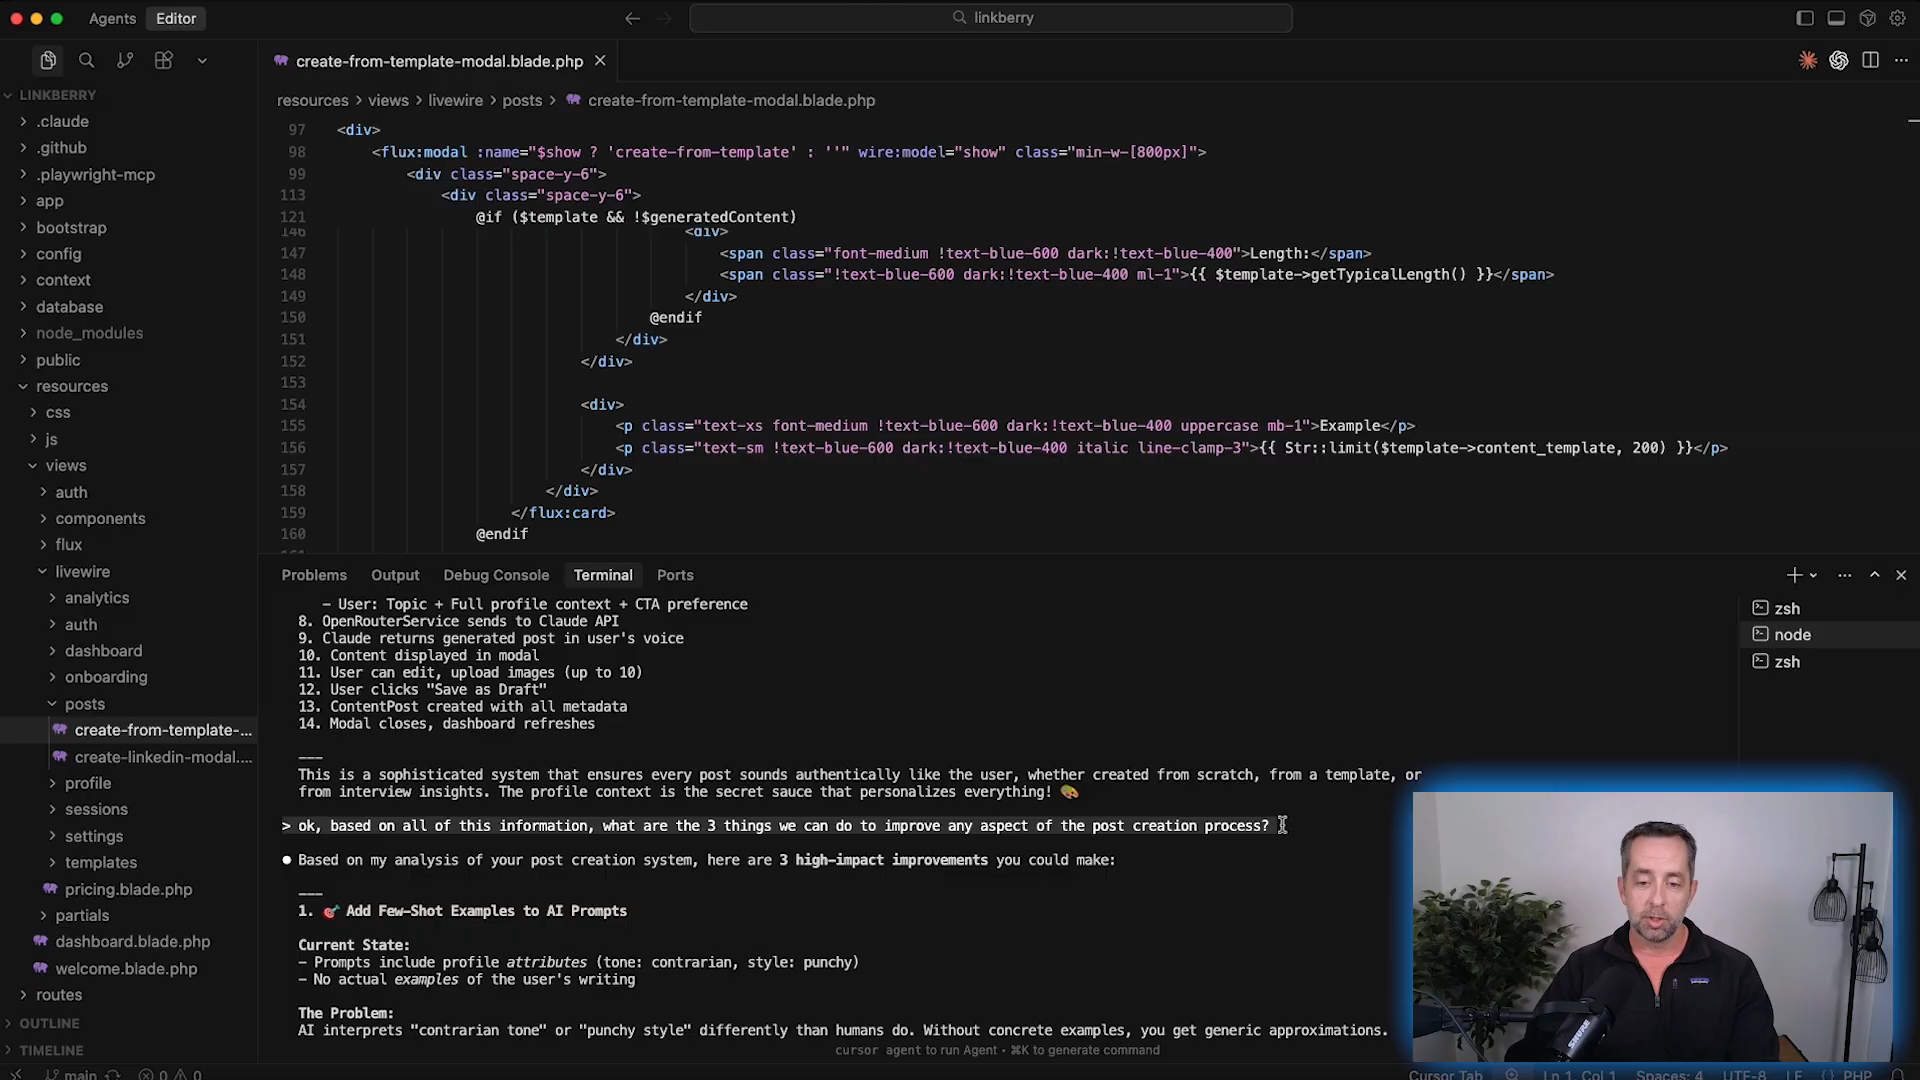 Agents
Editor
linkberry
LINKBERRY
.claude
.github
.playwright-mcp
app
bootstrap
config
context
database
node_modules
public
resources
css
js
views
auth
components
flux
livewire
analytics
auth
dashboard
onboarding
posts
create-from-template-...
create-linkedin-modal....
profile
sessions
settings
templates
pricing.blade.php
partials
dashboard.blade.php
welcome.blade.php
routes
OUTLINE
TIMELINE
main
0 0
create-from-template-modal.blade.php
resources > views > livewire > posts > create-from-template-modal.blade.php
97 <div>
98 <flux:modal :name="$show ? 'create-from-template' : ''" wire:model="show" class="min-w-[800px]">
99 <div class="space-y-6">
113 <div class="space-y-6">
121 @if ($template && !$generatedContent)
146 <div>
147 <span class="font-medium !text-blue-600 dark:!text-blue-400">Length:</span>
148 <span class="!text-blue-600 dark:!text-blue-400 ml-1">{{ $template->getTypicalLength() }}</span>
149 </div>
150 @endif
151 </div>
152 </div>
153
154 <div>
155 <p class="text-xs font-medium !text-blue-600 dark:!text-blue-400 uppercase mb-1">Example</p>
156 <p class="text-sm !text-blue-600 dark:!text-blue-400 italic line-clamp-3">{{ Str::limit($template->content_template, 200) }}</p>
157 </div>
158 </div>
159 </flux:card>
160 @endif
Problems Output Debug Console Terminal Ports
zsh
node
zsh
– User: Topic + Full profile context + CTA preference
8. OpenRouterService sends to Claude API
9. Claude returns generated post in user's voice
10. Content displayed in modal
11. User can edit, upload images (up to 10)
12. User clicks "Save as Draft"
13. ContentPost created with all metadata
14. Modal closes, dashboard refreshes
———
This is a sophisticated system that ensures every post sounds authentically like the user, whether created from scratch, from a template, or
from interview insights. The profile context is the secret sauce that personalizes everything! 🎨
> ok, based on all of this information, what are the 3 things we can do to improve any aspect of the post creation process?
● Based on my analysis of your post creation system, here are 3 high-impact improvements you could make:
———
1. 🎯 Add Few-Shot Examples to AI Prompts
Current State:
– Prompts include profile attributes (tone: contrarian, style: punchy)
– No actual examples of the user's writing
The Problem:
AI interprets "contrarian tone" or "punchy style" differently than humans do. Without concrete examples, you get generic approximations.
cursor agent to run Agent · ⌘K to generate command
Cursor Tab Ln 1, Col 1 Spaces: 4 UTF-8 LF {} PHP
SHURE